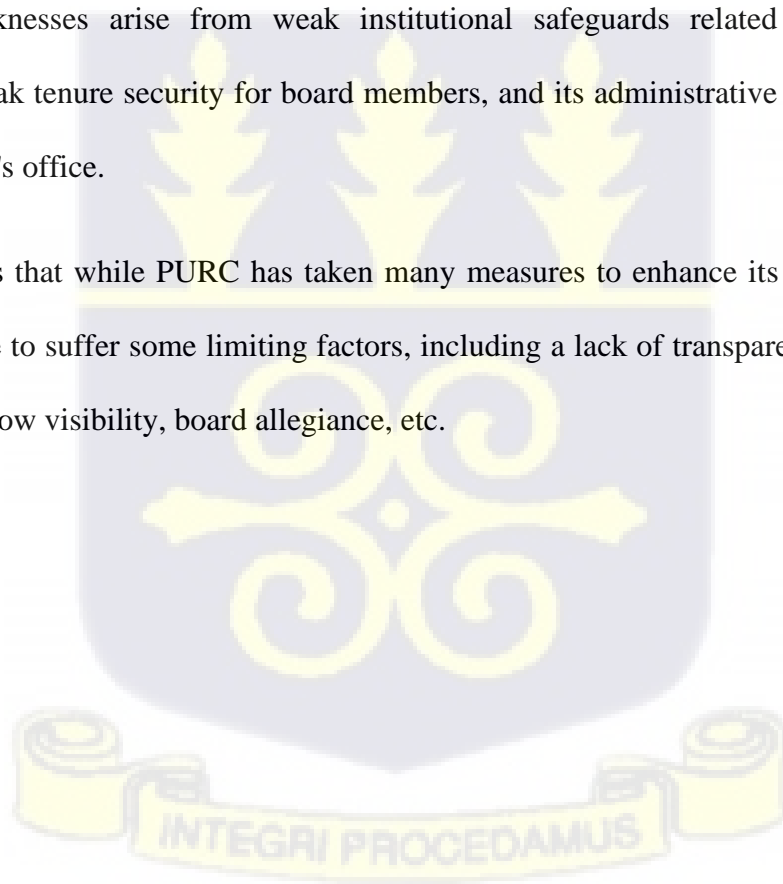 knesses arise from weak institutional safeguards related
ak tenure security for board members, and its administrative
's office.
s that while PURC has taken many measures to enhance its
e to suffer some limiting factors, including a lack of transpare
ow visibility, board allegiance, etc.
INTEGRI PROCEDAMUS